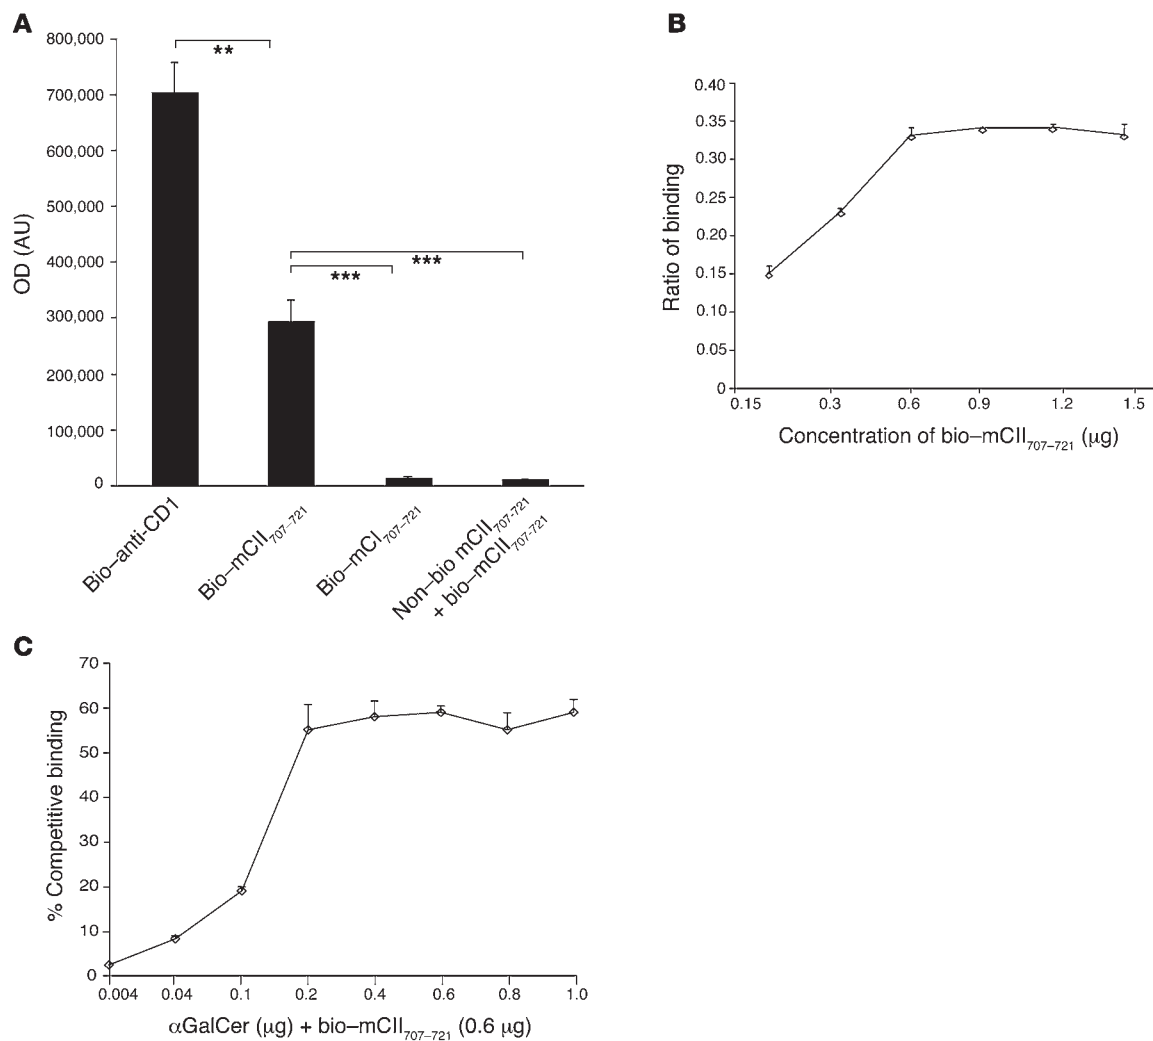 A
800,000
700,000
600,000
500,000
400,000
300,000
200,000
100,000
0
OD (AU)
**
***
***
Bio–anti-CD1
Bio–mCII707–721
Bio–mCI707–721
Non–bio mCII707-721
+ bio–mCII707-721
B
0.40
0.35
0.30
0.25
0.20
0.15
0.10
0.05
0
Ratio of binding
0.15 0.3 0.6 0.9 1.2 1.5
Concentration of bio–mCII707–721 (μg)
C
70
60
50
40
30
20
10
0
% Competitive binding
0.004 0.04 0.1 0.2 0.4 0.6 0.8 1.0
αGalCer (μg) + bio–mCII707–721 (0.6 μg)